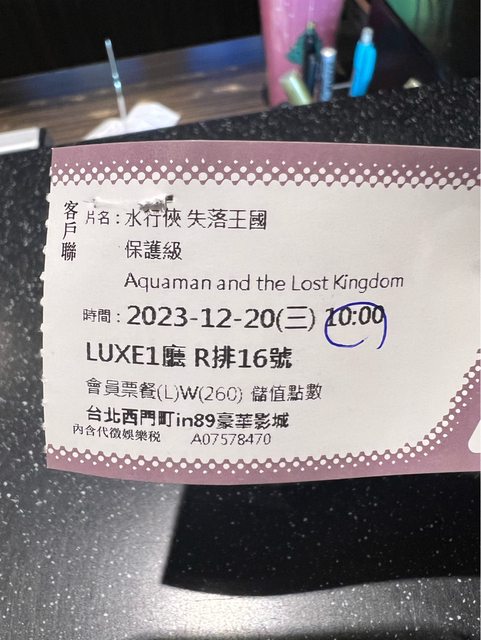 客戶聯
片名：水行俠 失落王國
保護級
Aquaman and the Lost Kingdom
時間：2023-12-20(三) 10:00
LUXE1廳 R排16號
會員票餐(L)W(260) 儲值點數
台北西門町in89豪華影城
內含代徵娛樂稅 A07578470